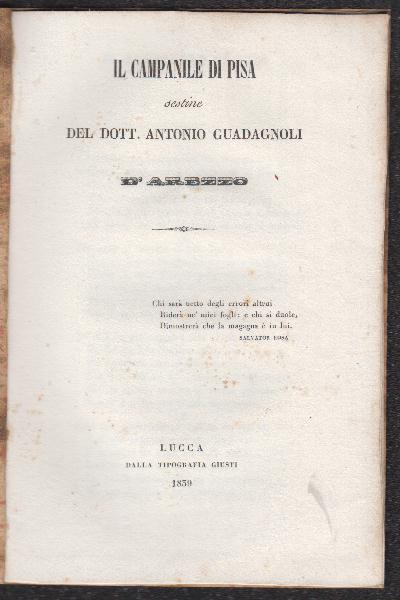 IL CAMPANILE DI PISA
sestine
DEL DOTT. ANTONIO GUADAGNOLI
D'AREZZO
Chi sarà netto degli errori altrui
Riderà ne' miei fogli: e chi si duole,
Dimostrerà che la magagna è in lui.
SALVATOR ROSA
LUCCA
DALLA TIPOGRAFIA GIUSTI
1839